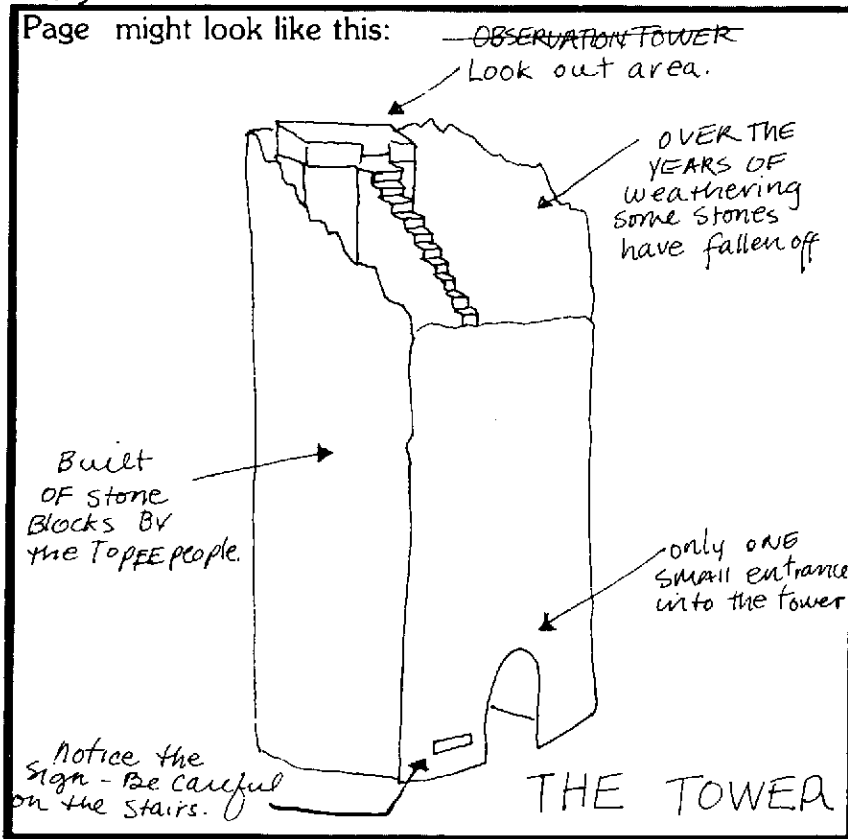 Page might look like this:
OBSERVATION TOWER
Look out area.
OVER THE
YEARS OF
weathering
some stones
have fallen off
Built
OF stone
Blocks BY
the TOPEE people.
only ONE
SMALL entrance
into the tower
notice the
sign - Be careful
on the stairs.
THE TOWER